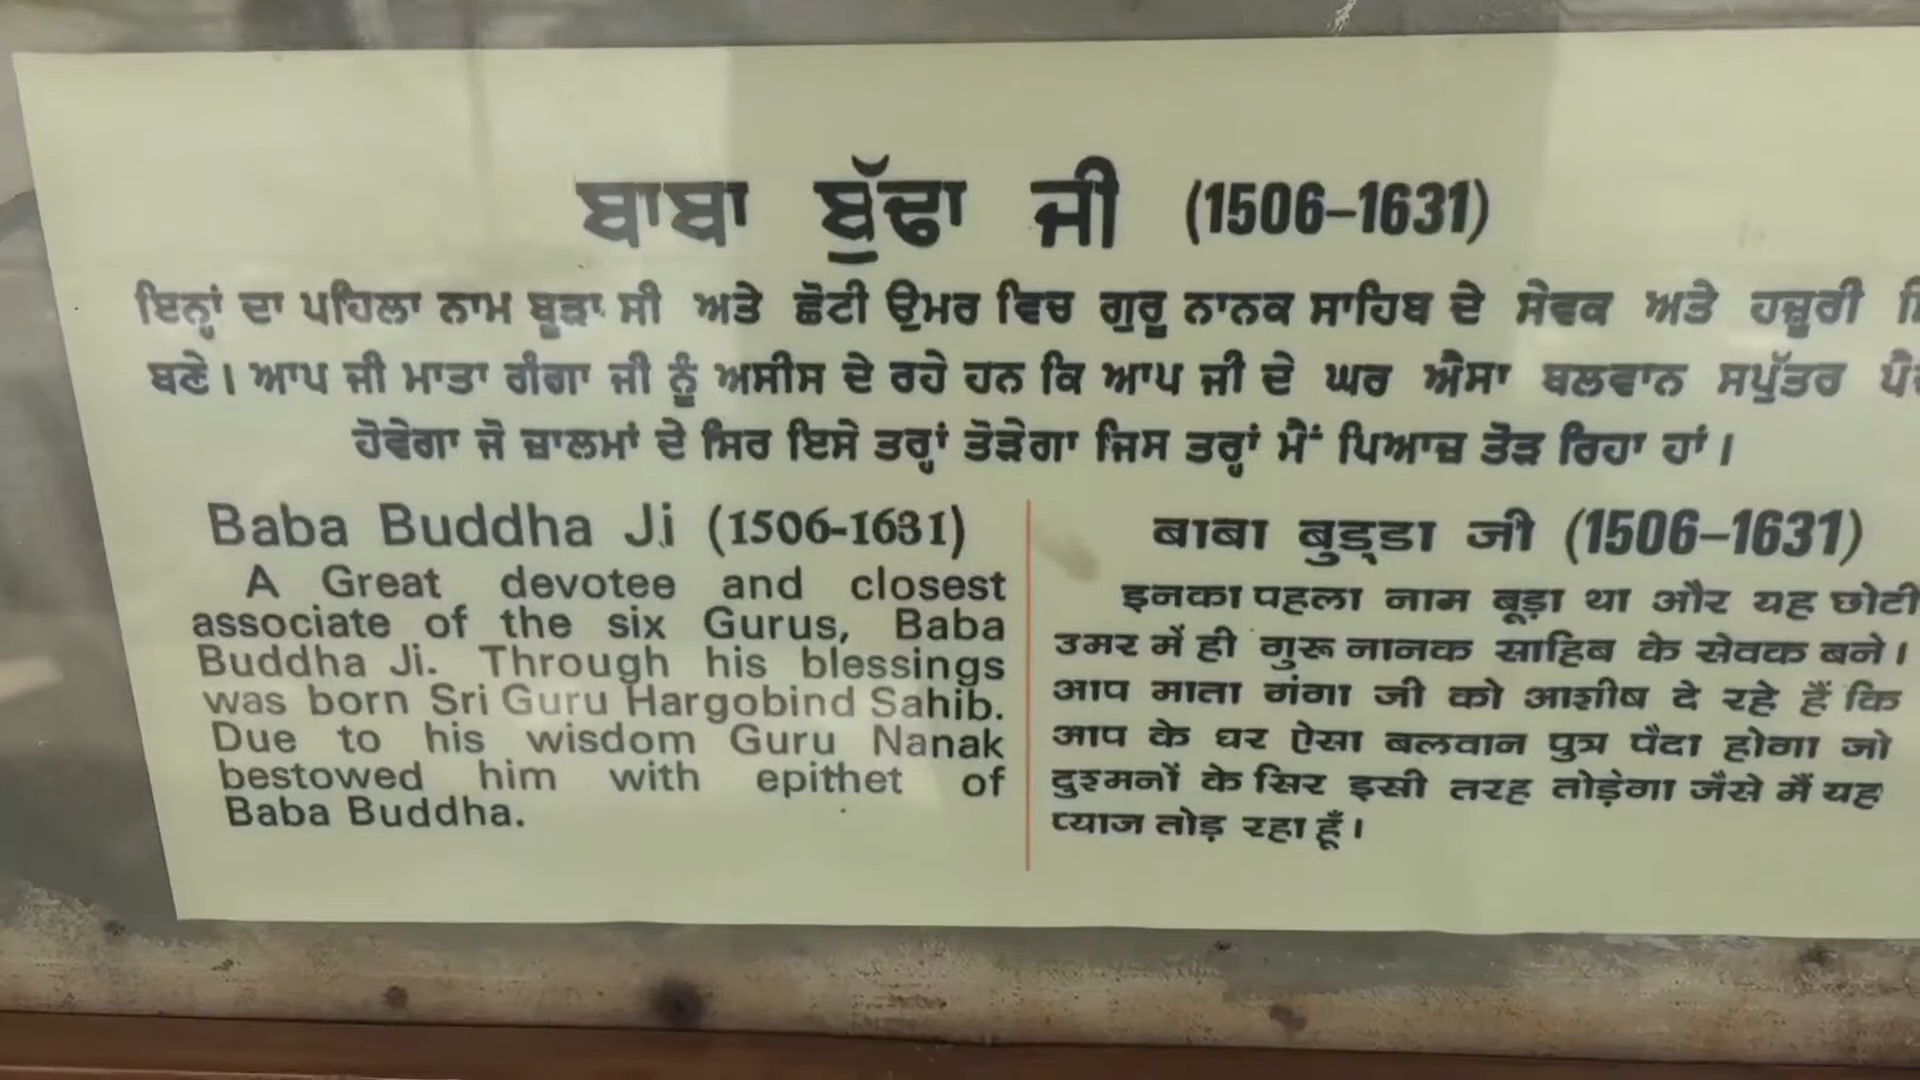 ਬਾਬਾ ਬੁੱਢਾ ਜੀ (1506–1631)
ਇਨ੍ਹਾਂ ਦਾ ਪਹਿਲਾ ਨਾਮ ਬੂੜਾ ਸੀ ਅਤੇ ਛੋਟੀ ਉਮਰ ਵਿਚ ਗੁਰੂ ਨਾਨਕ ਸਾਹਿਬ ਦੇ ਸੇਵਕ ਅਤੇ ਹਜ਼ੂਰੀ
ਬਣੇ। ਆਪ ਜੀ ਮਾਤਾ ਗੰਗਾ ਜੀ ਨੂੰ ਅਸੀਸ ਦੇ ਰਹੇ ਹਨ ਕਿ ਆਪ ਜੀ ਦੇ ਘਰ ਐਸਾ ਬਲਵਾਨ ਸਪੁੱਤਰ
ਹੋਵੇਗਾ ਜੋ ਜ਼ਾਲਮਾਂ ਦੇ ਸਿਰ ਇਸੇ ਤਰ੍ਹਾਂ ਤੋੜੇਗਾ ਜਿਸ ਤਰ੍ਹਾਂ ਮੈਂ ਪਿਆਜ਼ ਤੋੜ ਰਿਹਾ ਹਾਂ।
Baba Buddha Ji (1506-1631)
A Great devotee and closest
associate of the six Gurus, Baba
Buddha Ji. Through his blessings
was born Sri Guru Hargobind Sahib.
Due to his wisdom Guru Nanak
bestowed him with epithet of
Baba Buddha.
बाबा बुड्डा जी (1506–1631)
इनका पहला नाम बूड़ा था और यह छोटी
उमर में ही गुरू नानक साहिब के सेवक बने।
आप माता गंगा जी को आशीष दे रहे हैं कि
आप के घर ऐसा बलवान पुत्र पैदा होगा जो
दुश्मनों के सिर इसी तरह तोड़ेगा जैसे मैं यह
प्याज तोड़ रहा हूँ।